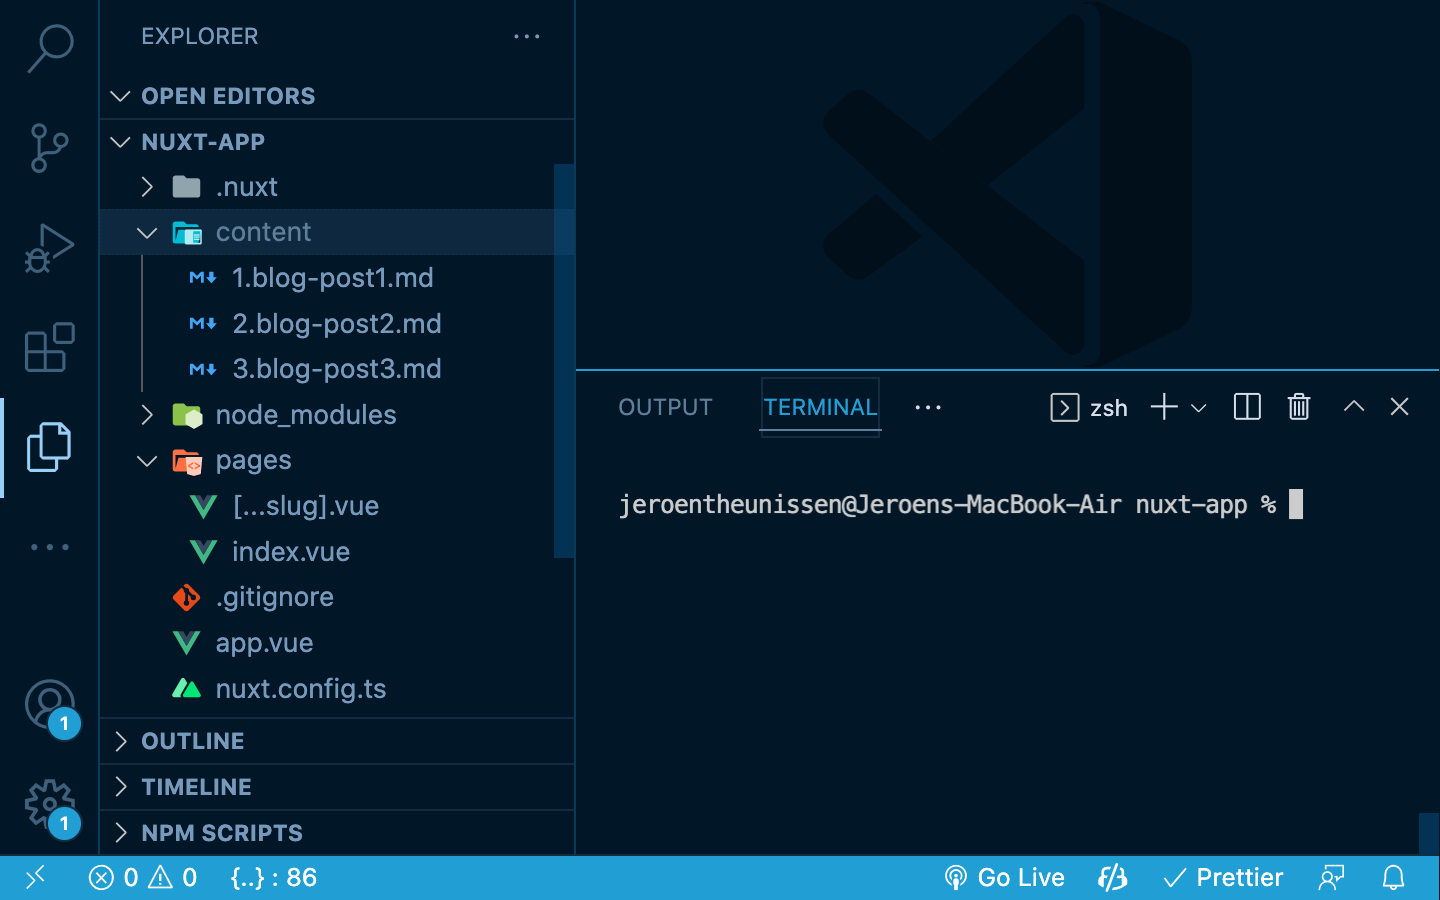 EXPLORER
OPEN EDITORS
NUXT-APP
.nuxt
content
1.blog-post1.md
2.blog-post2.md
3.blog-post3.md
node_modules
pages
[...slug].vue
index.vue
.gitignore
app.vue
nuxt.config.ts
OUTLINE
TIMELINE
NPM SCRIPTS
1
1
OUTPUT TERMINAL zsh
jeroentheunissen@Jeroens-MacBook-Air nuxt-app %
0 0 {..} : 86 Go Live Prettier